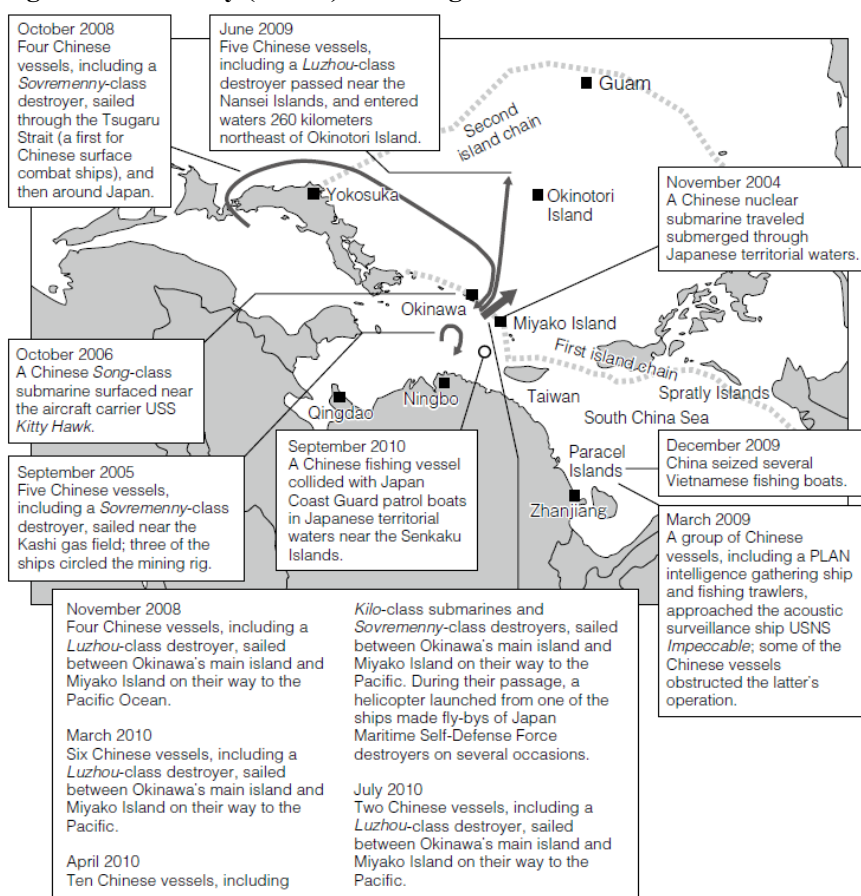 October 2008
Four Chinese
vessels, including a
Sovremenny-class
destroyer, sailed
through the Tsugaru
Strait (a first for
Chinese surface
combat ships), and
then around Japan.
June 2009
Five Chinese vessels,
including a Luzhou-class
destroyer passed near the
Nansei Islands, and entered
waters 260 kilometers
northeast of Okinotori Island.
Guam
Second
island chain
Yokosuka
Okinotori
Island
November 2004
A Chinese nuclear
submarine traveled
submerged through
Japanese territorial waters.
Okinawa
Miyako Island
First island chain
October 2006
A Chinese Song-class
submarine surfaced near
the aircraft carrier USS
Kitty Hawk.
Qingdao
Ningbo
Taiwan
Spratly Islands
South China Sea
Paracel
Islands
Zhanjiang
September 2005
Five Chinese vessels,
including a Sovremenny-class
destroyer, sailed near the
Kashi gas field; three of the
ships circled the mining rig.
September 2010
A Chinese fishing vessel
collided with Japan
Coast Guard patrol boats
in Japanese territorial
waters near the Senkaku
Islands.
December 2009
China seized several
Vietnamese fishing boats.
March 2009
A group of Chinese
vessels, including a PLAN
intelligence gathering ship
and fishing trawlers,
approached the acoustic
surveillance ship USNS
Impeccable; some of the
Chinese vessels
obstructed the latter's
operation.
November 2008
Four Chinese vessels, including a
Luzhou-class destroyer, sailed
between Okinawa's main island and
Miyako Island on their way to the
Pacific Ocean.
March 2010
Six Chinese vessels, including a
Luzhou-class destroyer, sailed
between Okinawa's main island and
Miyako Island on their way to the
Pacific.
April 2010
Ten Chinese vessels, including
Kilo-class submarines and
Sovremenny-class destroyers, sailed
between Okinawa's main island and
Miyako Island on their way to the
Pacific. During their passage, a
helicopter launched from one of the
ships made fly-bys of Japan
Maritime Self-Defense Force
destroyers on several occasions.
July 2010
Two Chinese vessels, including a
Luzhou-class destroyer, sailed
between Okinawa's main island and
Miyako Island on their way to the
Pacific.